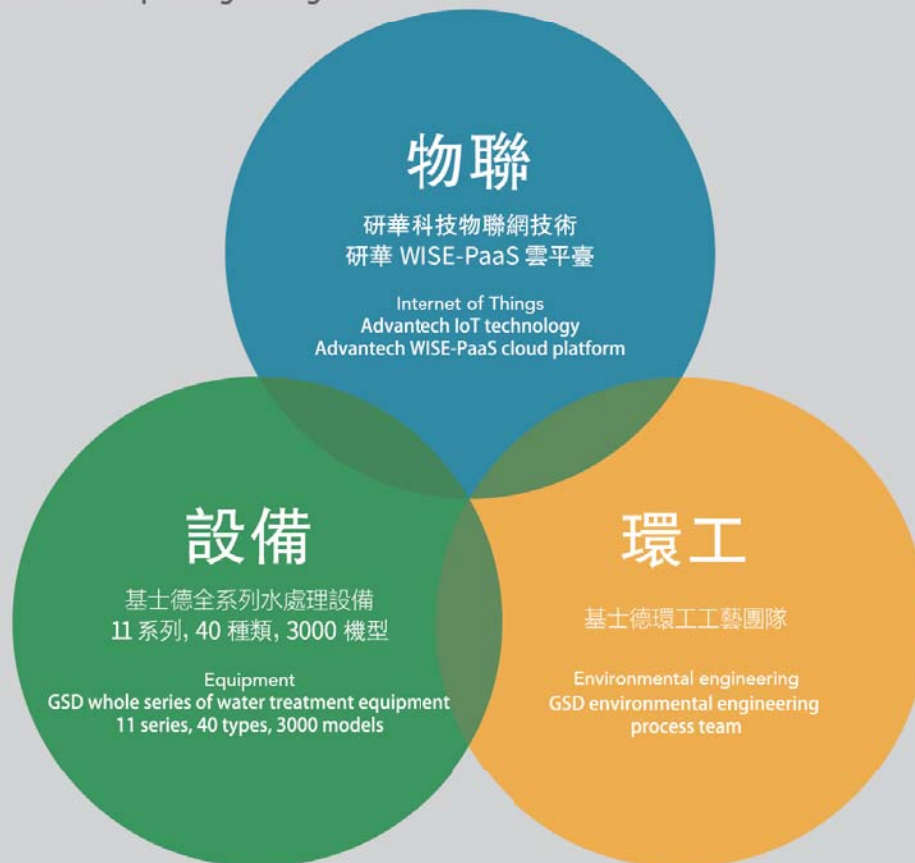 物聯
研華科技物聯網技術
研華 WISE-PaaS 雲平臺
Internet of Things
Advantech IoT technology
Advantech WISE-PaaS cloud platform
設備
基士德全系列水處理設備
11 系列, 40 種類, 3000 機型
Equipment
GSD whole series of water treatment equipment
11 series, 40 types, 3000 models
環工
基士德環工工藝團隊
Environmental engineering
GSD environmental engineering
process team